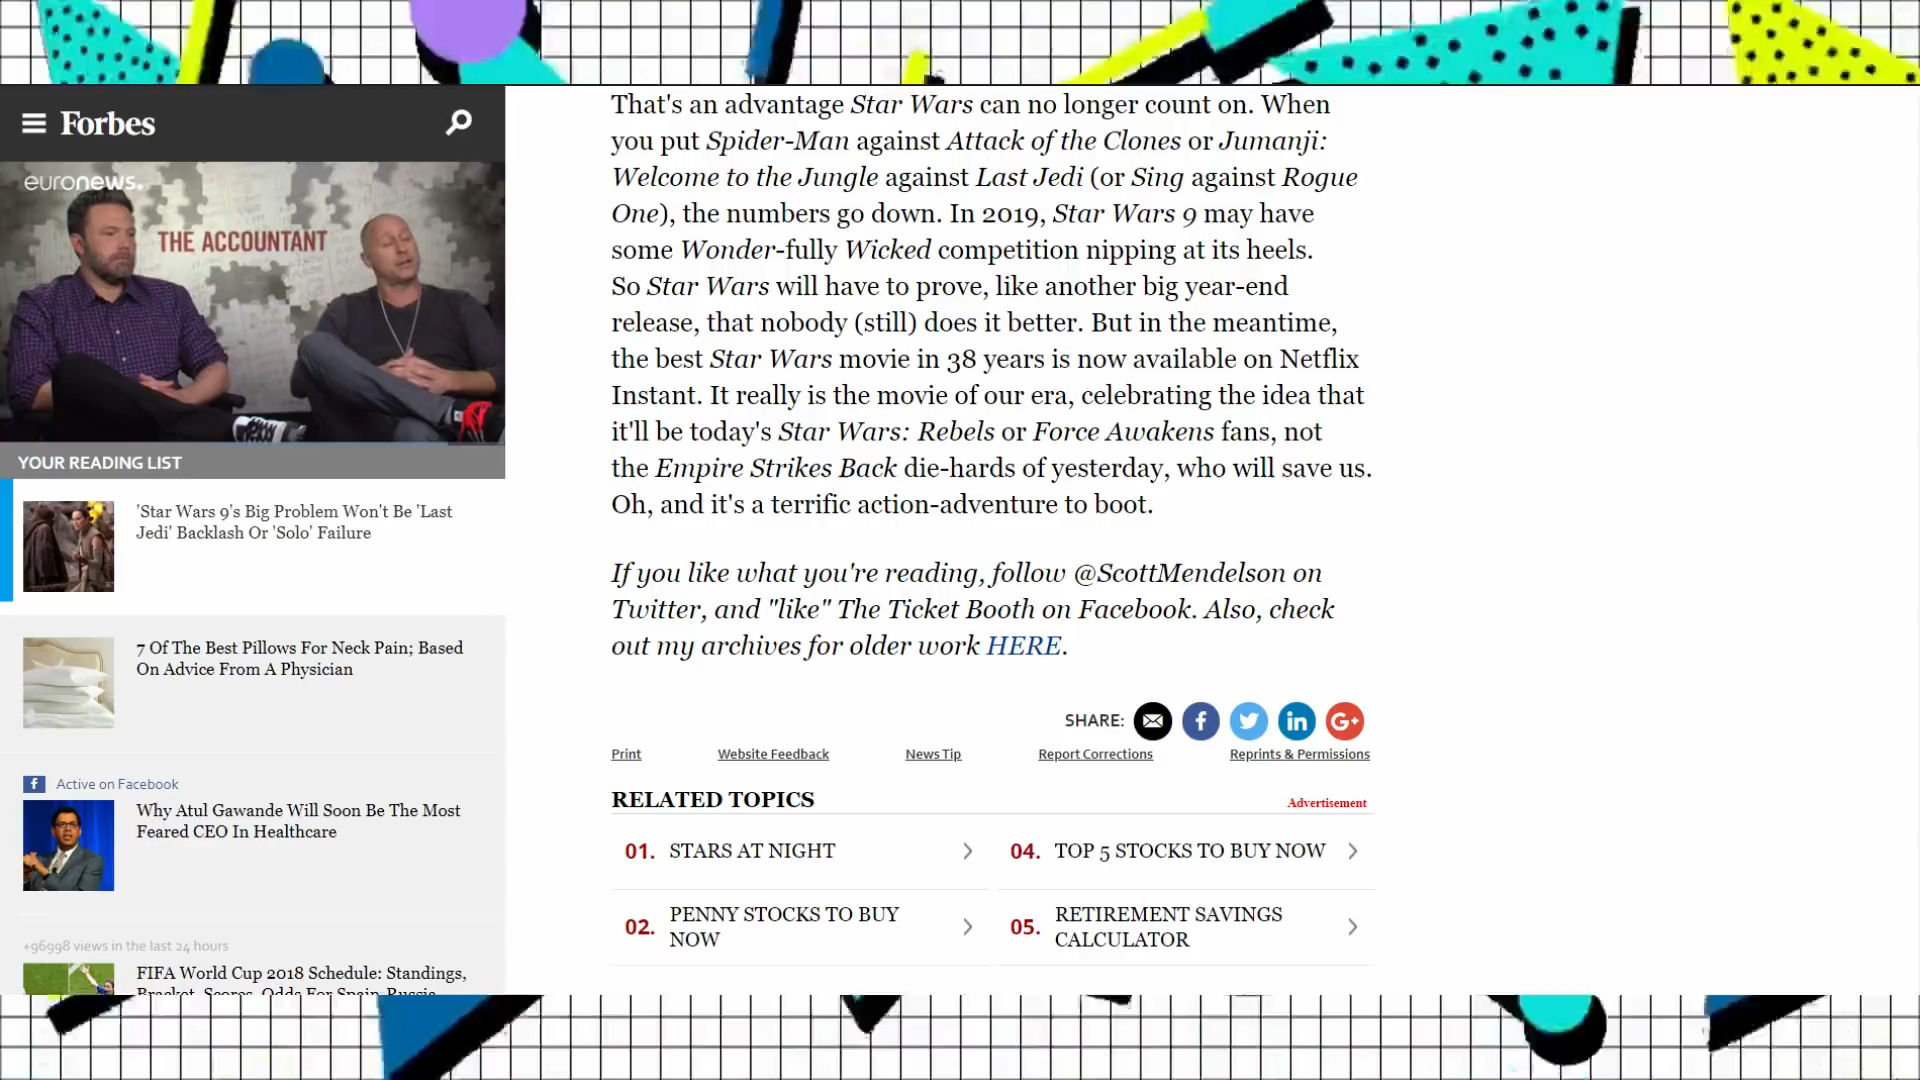 Forbes
euronews.
THE ACCOUNTANT
YOUR READING LIST
'Star Wars 9's Big Problem Won't Be 'Last
Jedi' Backlash Or 'Solo' Failure
7 Of The Best Pillows For Neck Pain; Based
On Advice From A Physician
f Active on Facebook
Why Atul Gawande Will Soon Be The Most
Feared CEO In Healthcare
+96998 views in the last 24 hours
FIFA World Cup 2018 Schedule: Standings,
Bracket, Scores, Odds For Spain-Russia
That's an advantage Star Wars can no longer count on. When
you put Spider-Man against Attack of the Clones or Jumanji:
Welcome to the Jungle against Last Jedi (or Sing against Rogue
One), the numbers go down. In 2019, Star Wars 9 may have
some Wonder-fully Wicked competition nipping at its heels.
So Star Wars will have to prove, like another big year-end
release, that nobody (still) does it better. But in the meantime,
the best Star Wars movie in 38 years is now available on Netflix
Instant. It really is the movie of our era, celebrating the idea that
it'll be today's Star Wars: Rebels or Force Awakens fans, not
the Empire Strikes Back die-hards of yesterday, who will save us.
Oh, and it's a terrific action-adventure to boot.
If you like what you're reading, follow @ScottMendelson on
Twitter, and "like" The Ticket Booth on Facebook. Also, check
out my archives for older work HERE.
SHARE: f in G+
Print Website Feedback News Tip Report Corrections Reprints & Permissions
RELATED TOPICS Advertisement
01. STARS AT NIGHT
02. PENNY STOCKS TO BUY
NOW
04. TOP 5 STOCKS TO BUY NOW
05. RETIREMENT SAVINGS
CALCULATOR